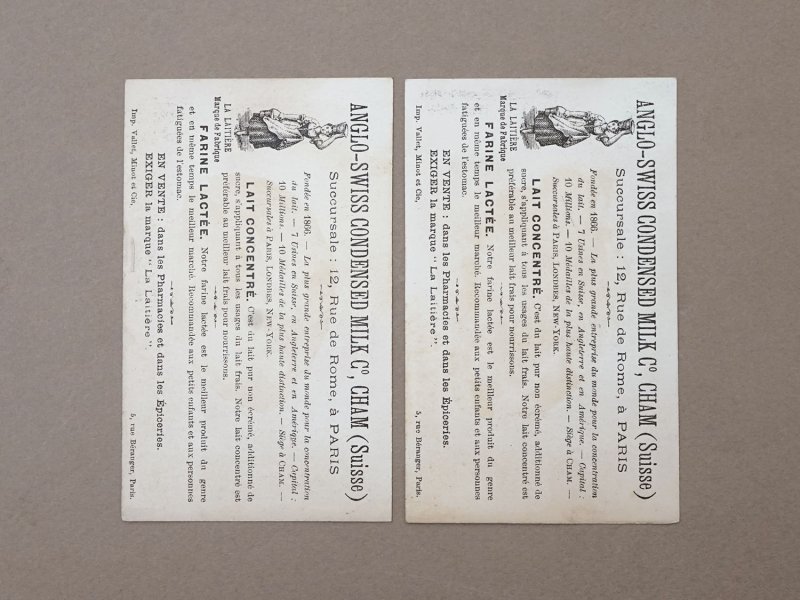 ANGLO-SWISS CONDENSED MILK Cº, CHAM (Suisse)
Succursale : 12, Rue de Rome, à PARIS
Fondée en 1866. — La plus grande entreprise du monde pour la concentration
du lait. — 7 Usines en Suisse, en Angleterre et en Amérique. — Capital :
10 Millions. — 10 Médailles de la plus haute distinction. — Siège à CHAM. —
Succursales à PARIS, LONDRES, NEW-YORK.
LA LAITIÈRE
Marque de Fabrique
LAIT CONCENTRÉ. C'est du lait pur non écrémé, additionné de
sucre, s'appliquant à tous les usages du lait frais. Notre lait concentré est
préférable au meilleur lait frais pour nourrissons.
FARINE LACTÉE. Notre farine lactée est le meilleur produit du genre
et en même temps le meilleur marché. Recommandée aux petits enfants et aux personnes
fatiguées de l'estomac.
EN VENTE : dans les Pharmacies et dans les Épiceries.
EXIGER la marque " La Laitière ".
Imp. Vallet, Minot et Cie, 5, rue Béranger, Paris.
ANGLO-SWISS CONDENSED MILK Cº, CHAM (Suisse)
Succursale : 12, Rue de Rome, à PARIS
Fondée en 1866. — La plus grande entreprise du monde pour la concentration
du lait. — 7 Usines en Suisse, en Angleterre et en Amérique. — Capital :
10 Millions. — 10 Médailles de la plus haute distinction. — Siège à CHAM. —
Succursales à PARIS, LONDRES, NEW-YORK.
LA LAITIÈRE
Marque de Fabrique
LAIT CONCENTRÉ. C'est du lait pur non écrémé, additionné de
sucre, s'appliquant à tous les usages du lait frais. Notre lait concentré est
préférable au meilleur lait frais pour nourrissons.
FARINE LACTÉE. Notre farine lactée est le meilleur produit du genre
et en même temps le meilleur marché. Recommandée aux petits enfants et aux personnes
fatiguées de l'estomac.
EN VENTE : dans les Pharmacies et dans les Épiceries.
EXIGER la marque " La Laitière ".
Imp. Vallet, Minot et Cie, 5, rue Béranger, Paris.